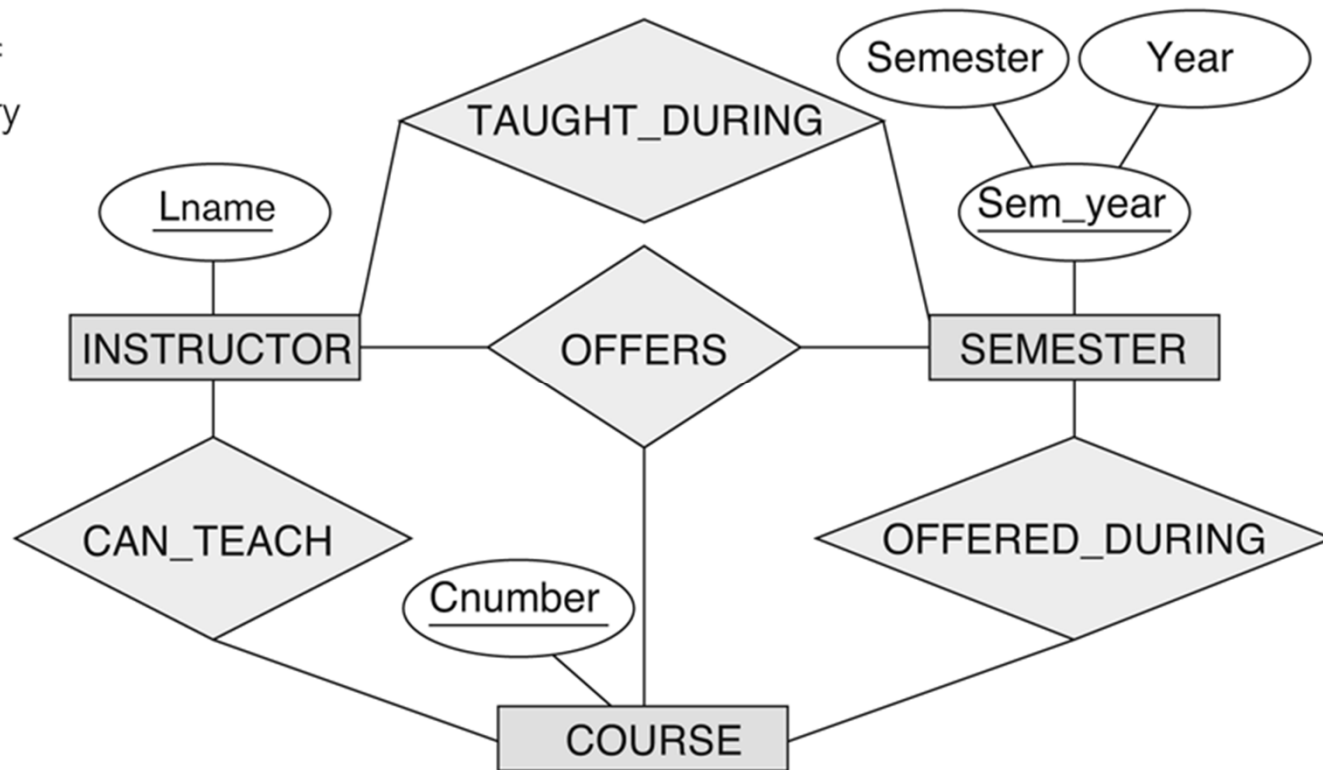 TAUGHT_DURING
Semester
Year
Lname
Sem_year
INSTRUCTOR
OFFERS
SEMESTER
CAN_TEACH
OFFERED_DURING
Cnumber
COURSE